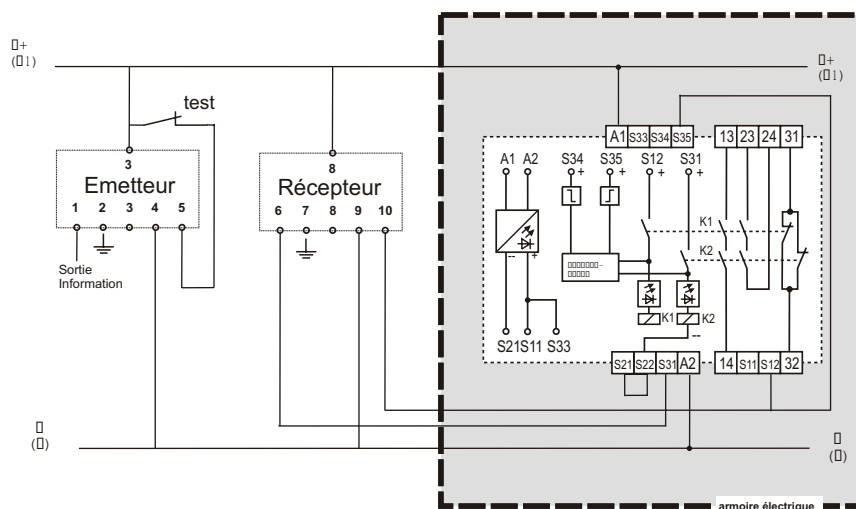 test
A1 S33 S34 S35 13 23 24 31
3
Emetteur
1 2 3 4 5
8
Récepteur
6 7 8 9 10
A1 A2 S34 S35 S12 S31
+ + + +
K1
K2
-- +
Sortie
Information
K1 K2
--
S21 S11 S33
S21 S22 S31 A2 14 S11 S12 32
armoire électrique